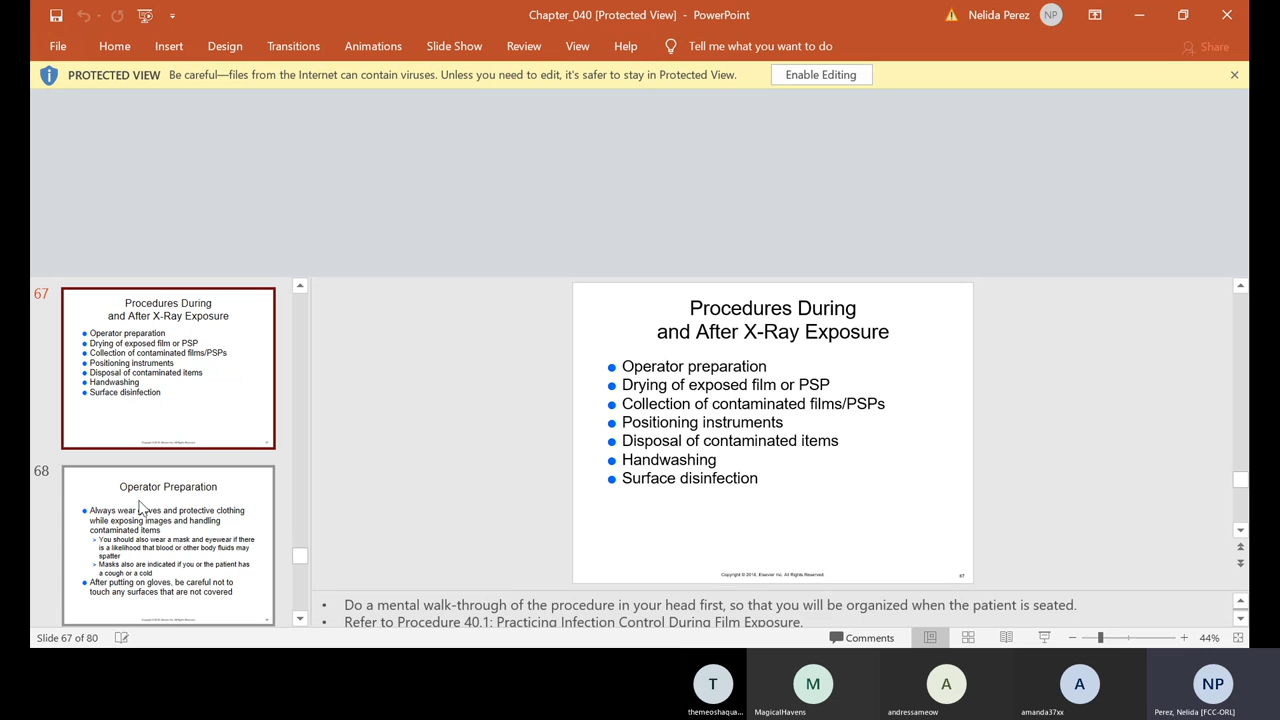 Chapter_040 [Protected View] - PowerPoint
Nelida Perez
NP
File Home Insert Design Transitions Animations Slide Show Review View Help Tell me what you want to do
Share
PROTECTED VIEW Be careful—files from the Internet can contain viruses. Unless you need to edit, it's safer to stay in Protected View.
Enable Editing
67
Procedures During
and After X-Ray Exposure
Operator preparation
Drying of exposed film or PSP
Collection of contaminated films/PSPs
Positioning instruments
Disposal of contaminated items
Handwashing
Surface disinfection
68
Operator Preparation
Always wear gloves and protective clothing
while exposing images and handling
contaminated items
You should also wear a mask and eyewear if there
is a likelihood that blood or other body fluids may
spatter
Masks also are indicated if you or the patient has
a cough or a cold
After putting on gloves, be careful not to
touch any surfaces that are not covered
Procedures During
and After X-Ray Exposure
Operator preparation
Drying of exposed film or PSP
Collection of contaminated films/PSPs
Positioning instruments
Disposal of contaminated items
Handwashing
Surface disinfection
67
• Do a mental walk-through of the procedure in your head first, so that you will be organized when the patient is seated.
• Refer to Procedure 40.1: Practicing Infection Control During Film Exposure.
Slide 67 of 80
Comments
44%
T
themeoshaqua...
M
MagicalHavens
A
andressameow
A
amanda37xx
NP
Perez, Nelida [FCC-ORL]